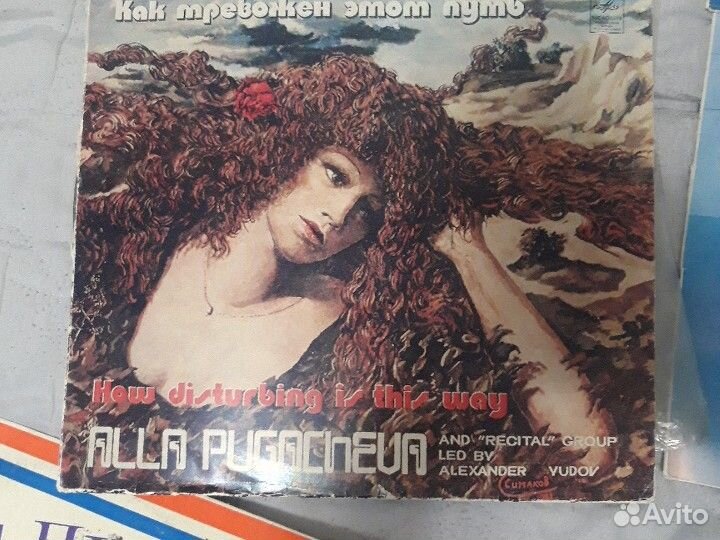 Как тревожен этот путь
How disturbing is this way
ALLA PUGACHEVA
AND "RECITAL" GROUP
LED BY
ALEXANDER YUDOV
Симаков
Avito